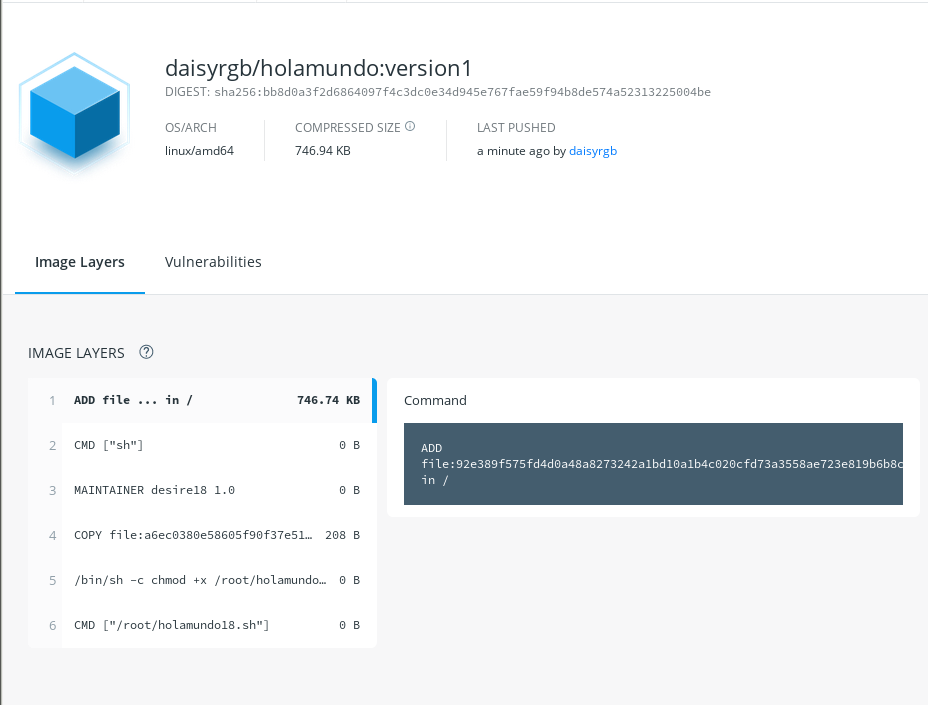 daisyrgb/holamundo:version1
DIGEST: sha256:bb8d0a3f2d6864097f4c3dc0e34d945e767fae59f94b8de574a52313225004be
OS/ARCH COMPRESSED SIZE LAST PUSHED
linux/amd64 746.94 KB a minute ago by daisyrgb
Image Layers Vulnerabilities
IMAGE LAYERS
1 ADD file ... in / 746.74 KB
2 CMD ["sh"] 0 B
3 MAINTAINER desire18 1.0 0 B
4 COPY file:a6ec0380e58605f90f37e51… 208 B
5 /bin/sh -c chmod +x /root/holamundo… 0 B
6 CMD ["/root/holamundo18.sh"] 0 B
Command
ADD
file:92e389f575fd4d0a48a8273242a1bd10a1b4c020cfd73a3558ae723e819b6b8c
in /